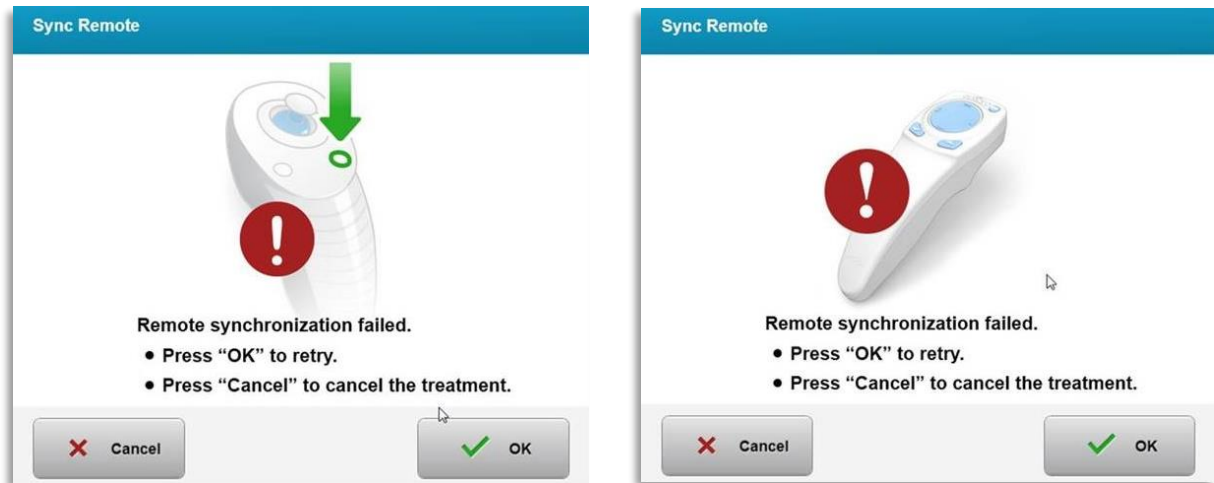 Sync Remote
Remote synchronization failed.
• Press “OK” to retry.
• Press “Cancel” to cancel the treatment.
Cancel
OK
Sync Remote
Remote synchronization failed.
• Press “OK” to retry.
• Press “Cancel” to cancel the treatment.
Cancel
OK